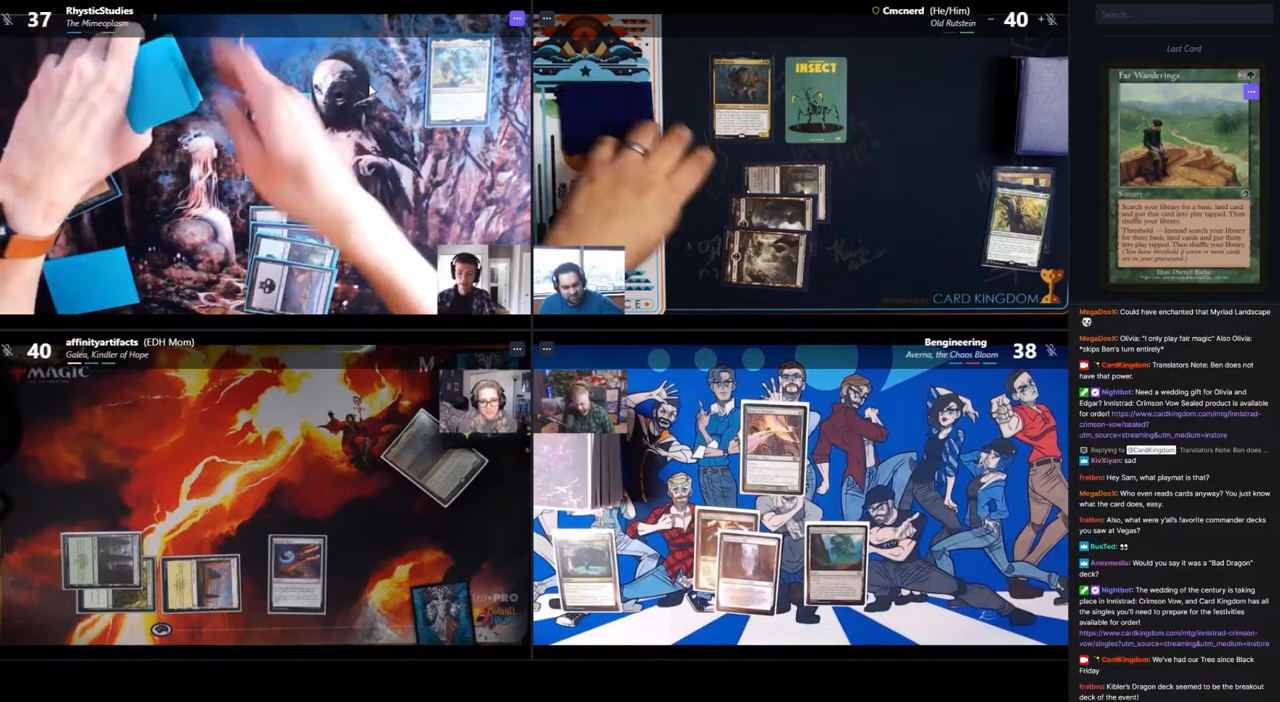 37
RhysticStudies
The Mimeoplasm
Cmcnerd (He/Him)
Old Rutstein
− 40 +
INSECT
PRESENTED BY CARD KINGDOM
40
affinityartifacts (EDH Mom)
Galea, Kindler of Hope
MAGIC
Bengineering
Averna, the Chaos Bloom
38
Search...
Last Card
Far Wanderings
Sorcery
Search your library for a basic land card
and put that card into play tapped. Then
shuffle your library.
Threshold — Instead search your library
for three basic land cards and put them
into play tapped. Then shuffle your library.
(You have threshold if seven or more cards
are in your graveyard.)
MegaDosX: Could have enchanted that Myriad Landscape
MegaDosX: Olivia: "I only play fair magic" Also Olivia:
*skips Ben's turn entirely*
CardKingdom: Translators Note: Ben does not
have that power.
Nightbot: Need a wedding gift for Olivia and
Edgar? Innistrad: Crimson Vow Sealed product is available
for order! https://www.cardkingdom.com/mtg/innistrad-
crimson-vow/sealed?
utm_source=streaming&utm_medium=instore
Replying to @CardKingdom Translators Note: Ben does ...
XivXiyan: sad
fratbro: Hey Sam, what playmat is that?
MegaDosX: Who even reads cards anyway? You just know
what the card does, easy.
fratbro: Also, what were y'all's favorite commander decks
you saw at Vegas?
BusTed:
Anexmedia: Would you say it was a "Bad Dragon"
deck?
Nightbot: The wedding of the century is taking
place in Innistrad: Crimson Vow, and Card Kingdom has all
the singles you'll need to prepare for the festivities
available for order!
https://www.cardkingdom.com/mtg/innistrad-crimson-
vow/singles?utm_source=streaming&utm_medium=instore
CardKingdom: We've had our Tree since Black
Friday
fratbro: Kibler's Dragon deck seemed to be the breakout
deck of the event!